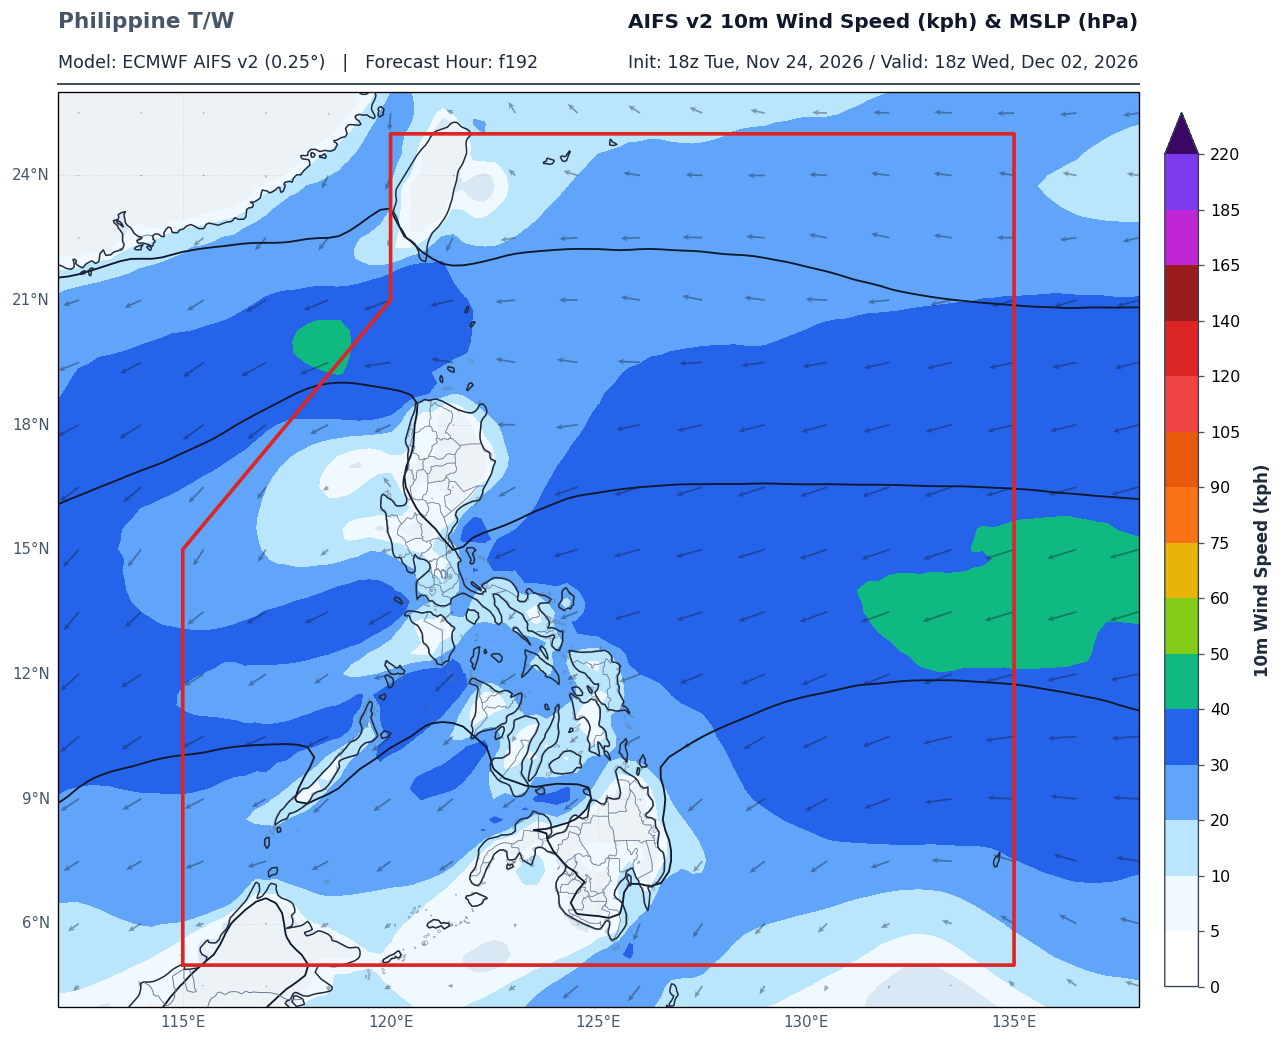 Philippine T/W
AIFS v2 10m Wind Speed (kph) & MSLP (hPa)
Model: ECMWF AIFS v2 (0.25°) | Forecast Hour: f192
Init: 18z Tue, Nov 24, 2026 / Valid: 18z Wed, Dec 02, 2026
24°N
21°N
18°N
15°N
12°N
9°N
6°N
115°E
120°E
125°E
130°E
135°E
220
185
165
140
120
105
90
75
60
50
40
30
20
10
5
0
10m Wind Speed (kph)